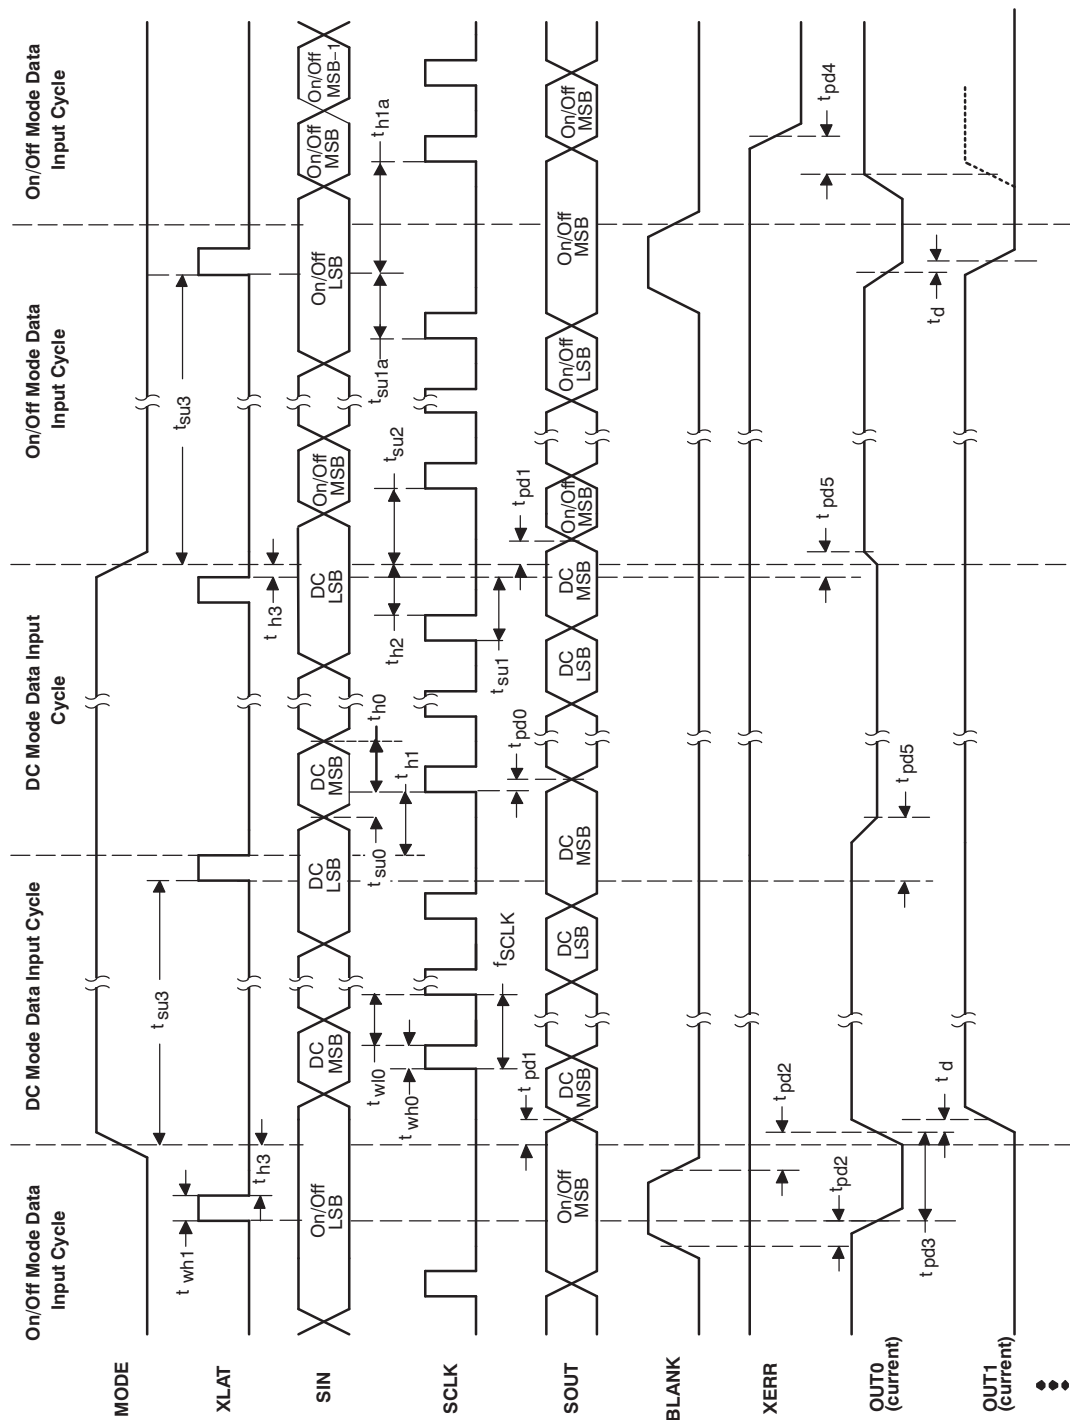 On/Off Mode Data
Input Cycle
DC Mode Data Input Cycle
DC Mode Data Input
Cycle
On/Off Mode Data
Input Cycle
On/Off Mode Data
Input Cycle
MODE
XLAT
t wh1
t h3
t su3
t h3
t su3
SIN
On/Off
LSB
DC
MSB
DC
LSB
DC
MSB
DC
LSB
On/Off
MSB
On/Off
LSB
On/Off
MSB
On/Off
MSB−1
t wl0
t su0
t h0
t h2
t su2
t su1a
t h1a
t wh0
t h1
SCLK
f SCLK
t su1
t pd1
t pd0
t pd1
SOUT
On/Off
MSB
DC
MSB
DC
LSB
DC
MSB
DC
LSB
DC
MSB
On/Off
MSB
On/Off
LSB
On/Off
MSB
On/Off
MSB
BLANK
XERR
t pd2
t pd2
t pd5
t pd4
OUT0
(current)
t pd3
t d
t pd5
t d
OUT1
(current)